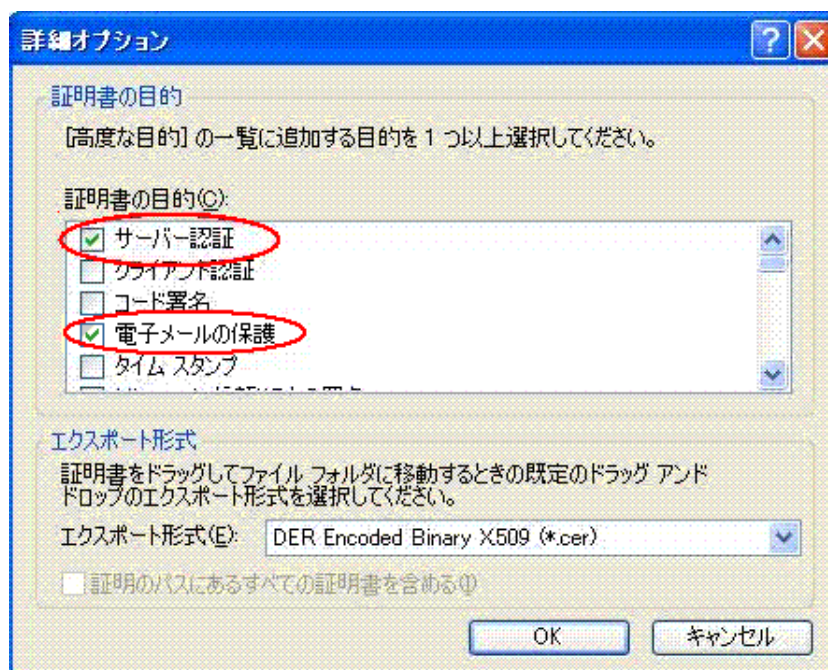 詳細オプション
証明書の目的
[高度な目的] の一覧に追加する目的を 1 つ以上選択してください。
証明書の目的(C):
サーバー認証
クライアント認証
コード署名
電子メールの保護
タイム スタンプ
エクスポート形式
証明書をドラッグしてファイル フォルダに移動するときの既定のドラッグ アンド
ドロップのエクスポート形式を選択してください。
エクスポート形式(E):
DER Encoded Binary X509 (*.cer)
証明のパスにあるすべての証明書を含める(I)
OK
キャンセル